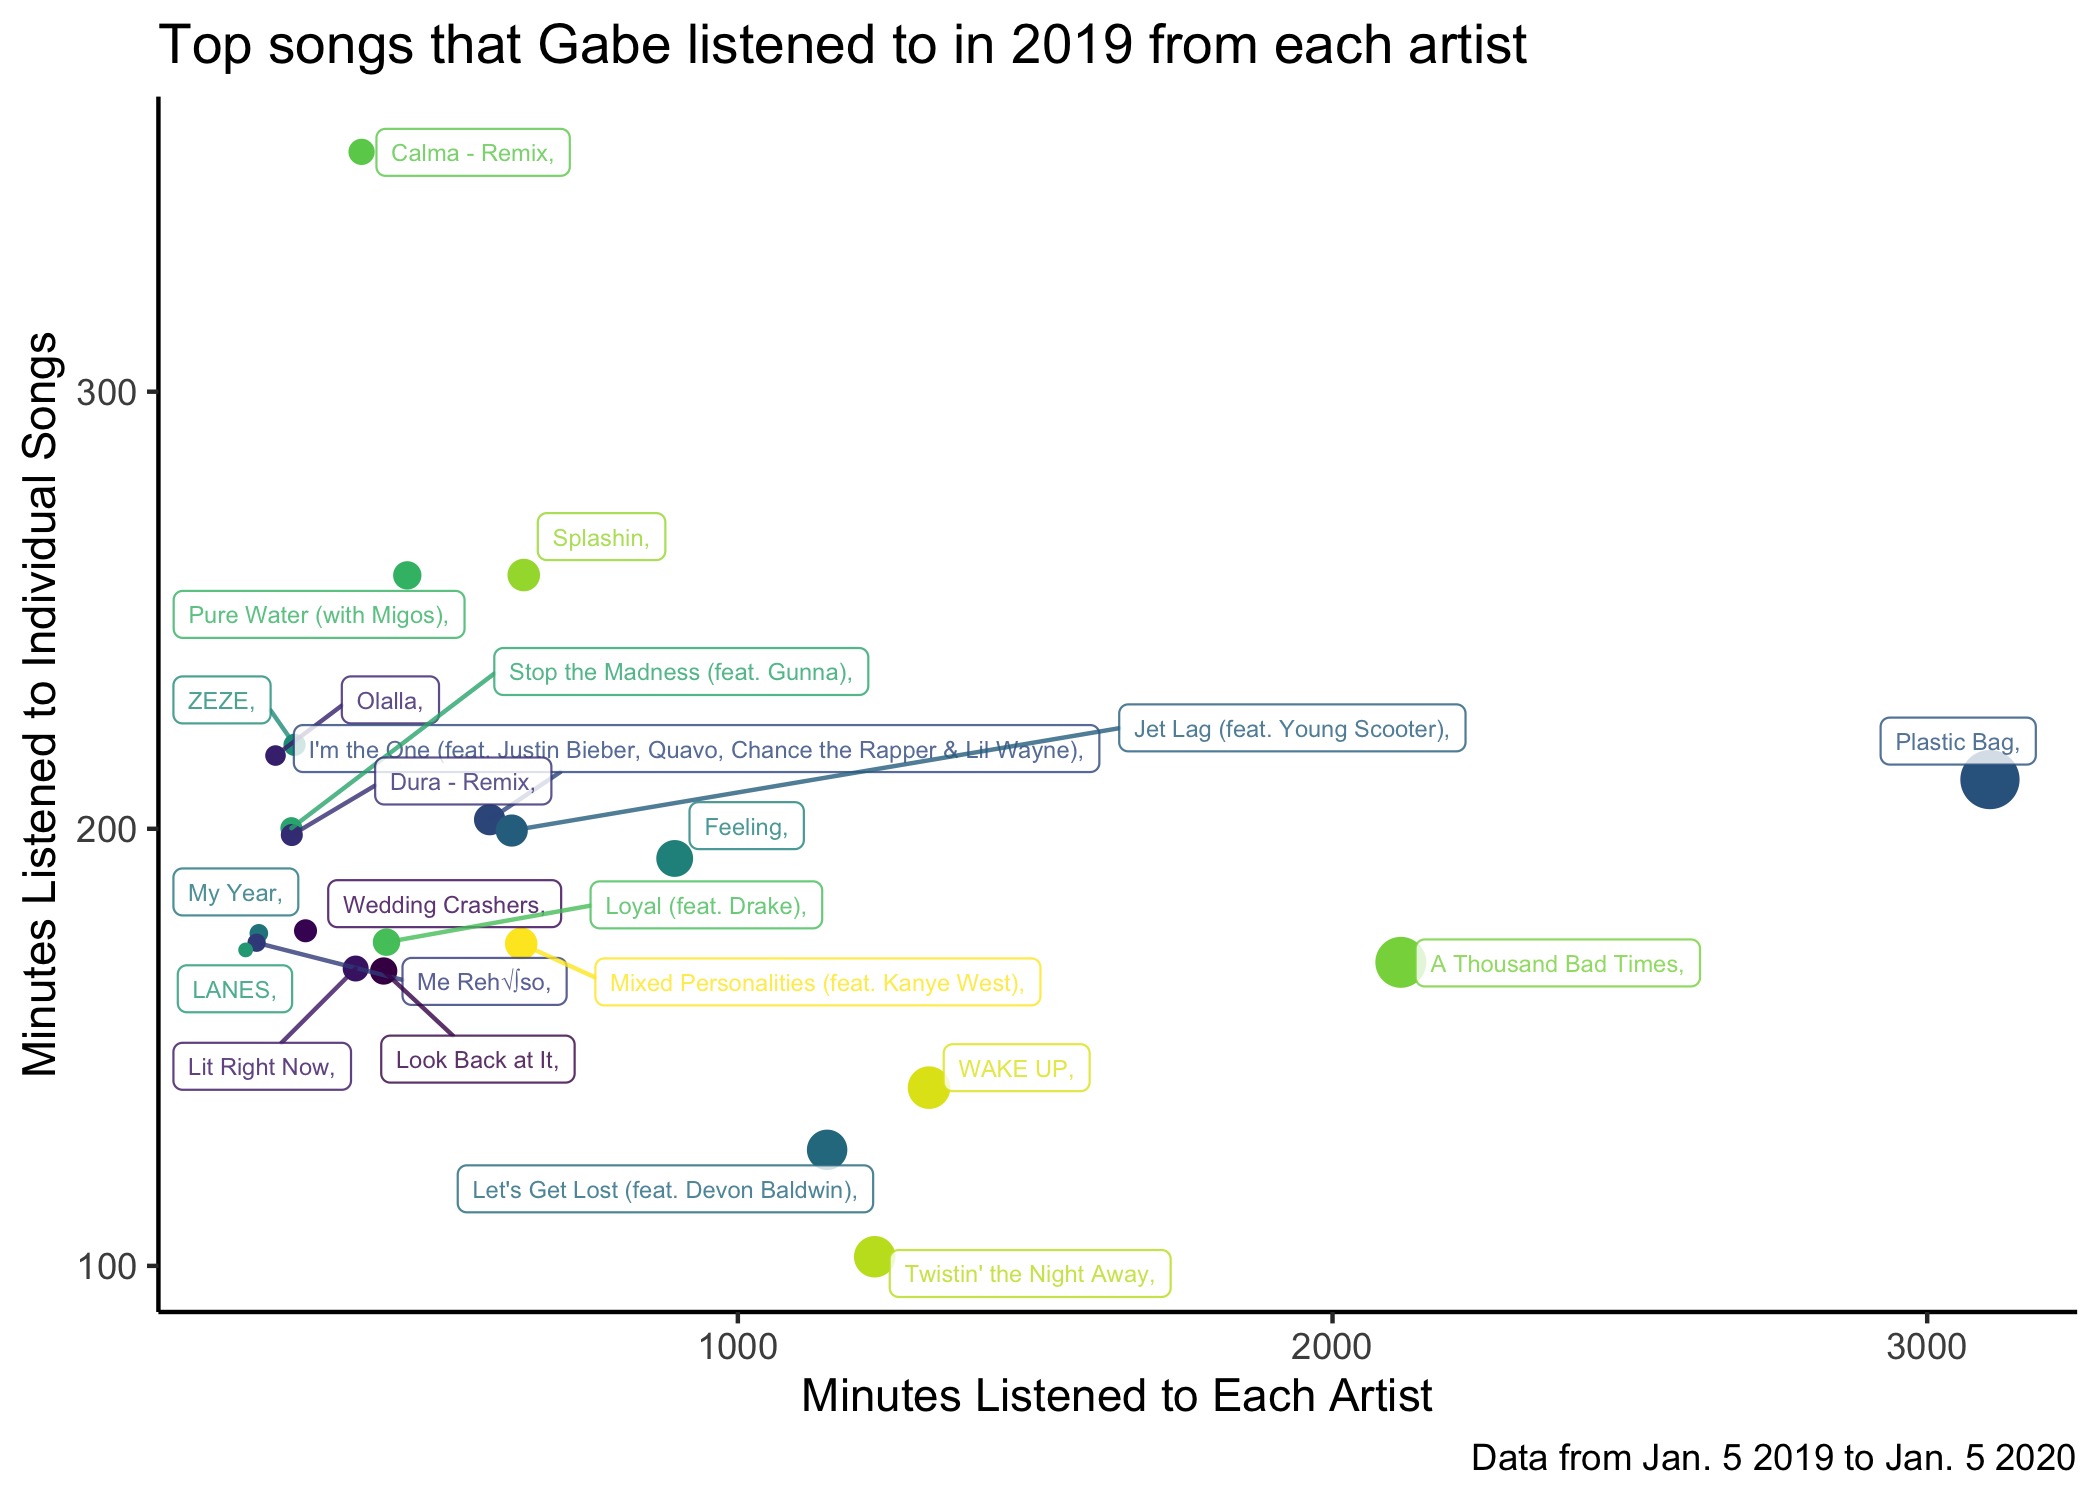 Top songs that Gabe listened to in 2019 from each artist
Minutes Listened to Individual Songs
300
200
100
Calma - Remix,
Splashin,
Pure Water (with Migos),
Stop the Madness (feat. Gunna),
ZEZE,
Olalla,
Jet Lag (feat. Young Scooter),
Plastic Bag,
I'm the One (feat. Justin Bieber, Quavo, Chance the Rapper & Lil Wayne),
Dura - Remix,
Feeling,
My Year,
Wedding Crashers,
Loyal (feat. Drake),
A Thousand Bad Times,
Me Reh√∫so,
Mixed Personalities (feat. Kanye West),
LANES,
Lit Right Now,
Look Back at It,
WAKE UP,
Let's Get Lost (feat. Devon Baldwin),
Twistin' the Night Away,
1000
2000
3000
Minutes Listened to Each Artist
Data from Jan. 5 2019 to Jan. 5 2020